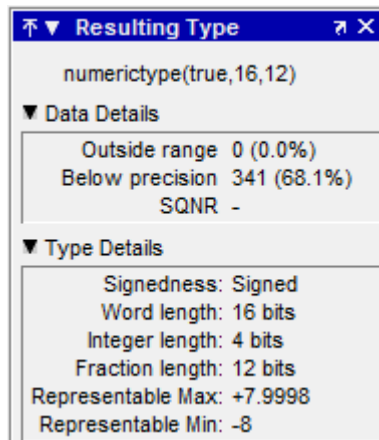 Resulting Type
numerictype(true,16,12)
Data Details
Outside range 0 (0.0%)
Below precision 341 (68.1%)
SQNR -
Type Details
Signedness: Signed
Word length: 16 bits
Integer length: 4 bits
Fraction length: 12 bits
Representable Max: +7.9998
Representable Min: -8